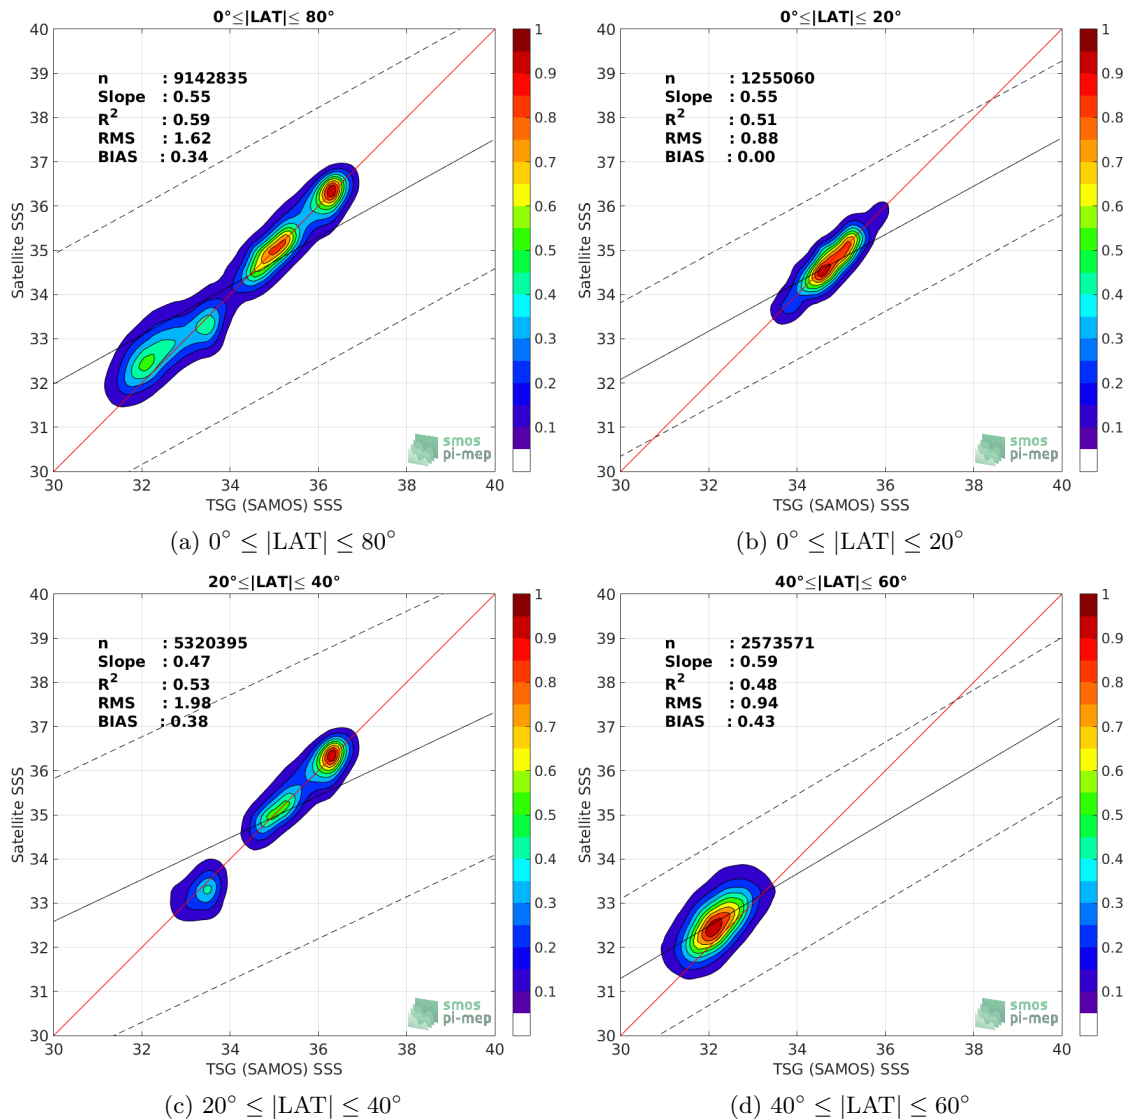 0°≤|LAT|≤ 80°
n : 9142835
Slope : 0.55
R² : 0.59
RMS : 1.62
BIAS : 0.34
Satellite SSS
40
39
38
37
36
35
34
33
32
31
30
30 32 34 36 38 40
TSG (SAMOS) SSS
1
0.9
0.8
0.7
0.6
0.5
0.4
0.3
0.2
0.1
smos
pi-mep
(a) 0° ≤ |LAT| ≤ 80°
0°≤|LAT|≤ 20°
n : 1255060
Slope : 0.55
R² : 0.51
RMS : 0.88
BIAS : 0.00
Satellite SSS
40
39
38
37
36
35
34
33
32
31
30
30 32 34 36 38 40
TSG (SAMOS) SSS
1
0.9
0.8
0.7
0.6
0.5
0.4
0.3
0.2
0.1
smos
pi-mep
(b) 0° ≤ |LAT| ≤ 20°
20°≤|LAT|≤ 40°
n : 5320395
Slope : 0.47
R² : 0.53
RMS : 1.98
BIAS : 0.38
Satellite SSS
40
39
38
37
36
35
34
33
32
31
30
30 32 34 36 38 40
TSG (SAMOS) SSS
1
0.9
0.8
0.7
0.6
0.5
0.4
0.3
0.2
0.1
smos
pi-mep
(c) 20° ≤ |LAT| ≤ 40°
40°≤|LAT|≤ 60°
n : 2573571
Slope : 0.59
R² : 0.48
RMS : 0.94
BIAS : 0.43
Satellite SSS
40
39
38
37
36
35
34
33
32
31
30
30 32 34 36 38 40
TSG (SAMOS) SSS
1
0.9
0.8
0.7
0.6
0.5
0.4
0.3
0.2
0.1
smos
pi-mep
(d) 40° ≤ |LAT| ≤ 60°